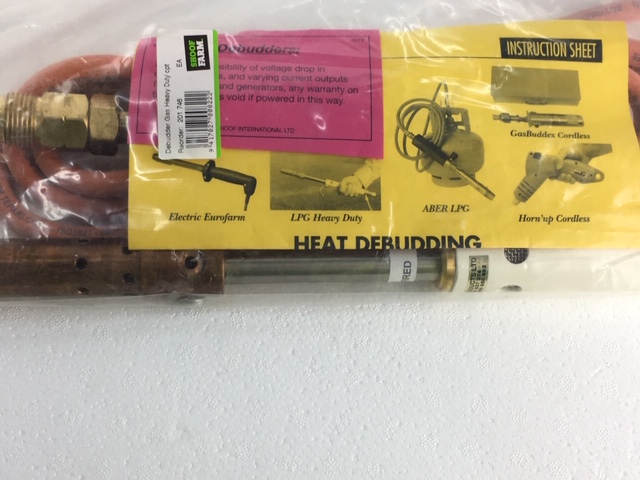 Debudders:
sibility of voltage drop in
s, and varying current outputs
and generators, any warranty on
s void if powered in this way.
HOOF INTERNATIONAL LTD
Debudder Gas Heavy Duty cpt
EA
Reorder: 201 746
SHOOF
FARM.
INSTRUCTION SHEET
GasBuddex Cordless
Electric Eurofarm
LPG Heavy Duty
ABER LPG
Horn'up Cordless
HEAT DEBUDDING
RED